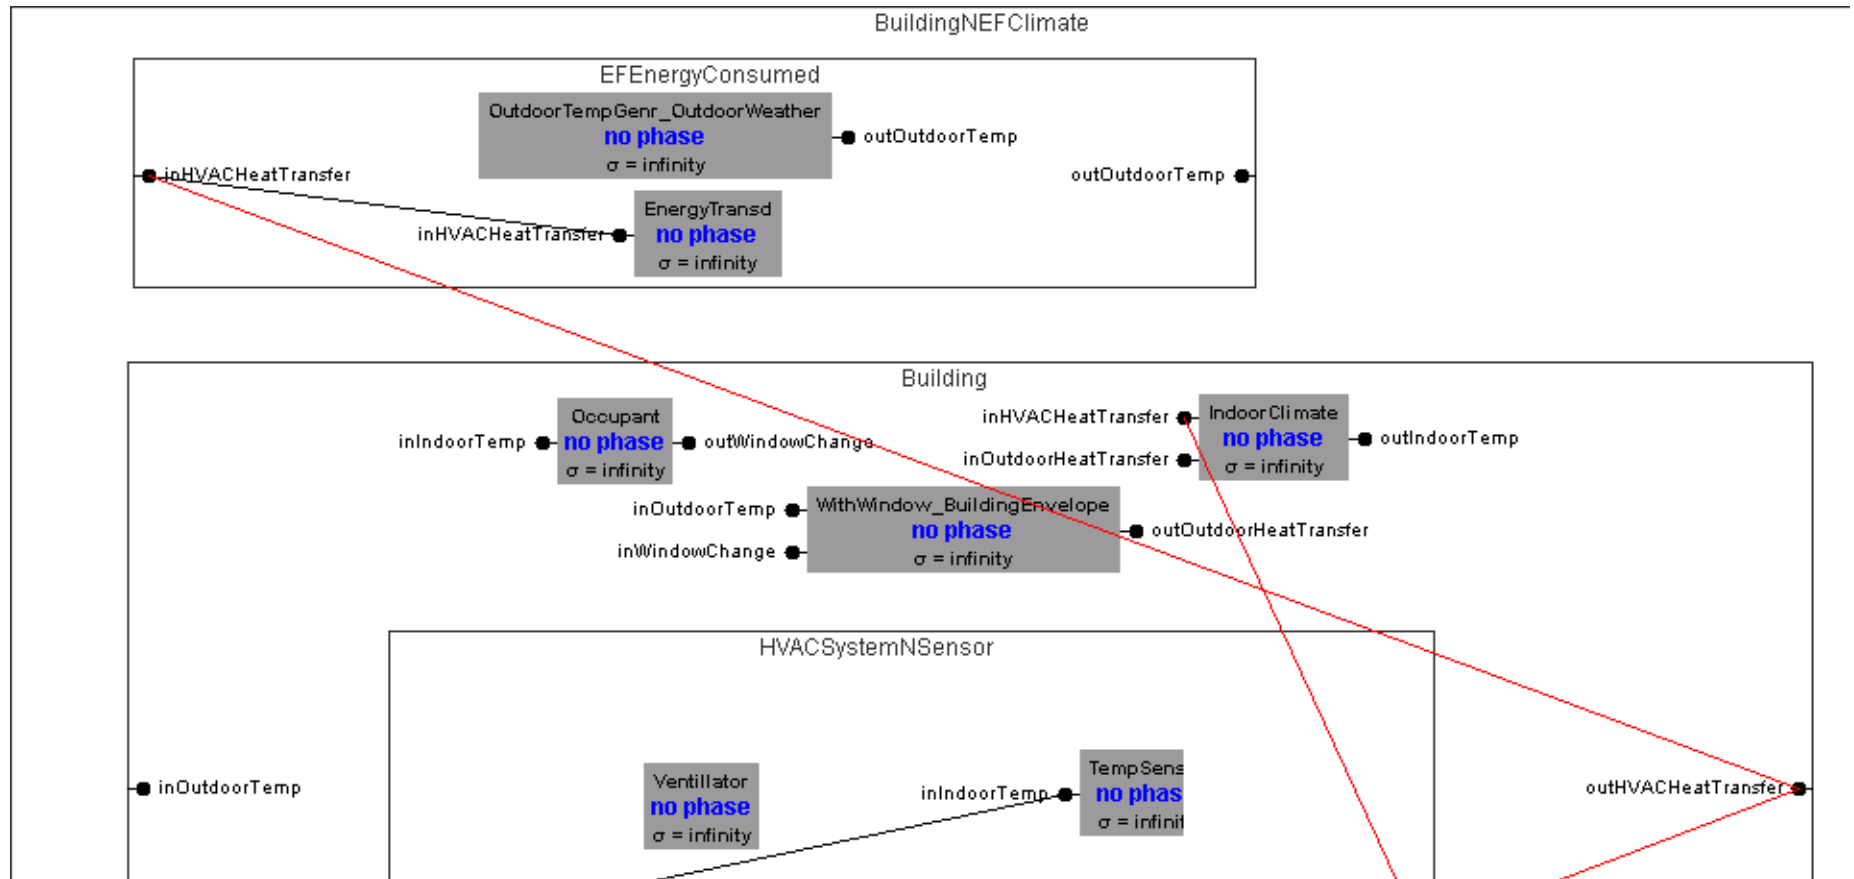 BuildingNEFClimate
EFEnergyConsumed
OutdoorTempGenr_OutdoorWeather
no phase
σ = infinity
outOutdoorTemp
inHVACHeatTransfer
outOutdoorTemp
EnergyTransd
inHVACHeatTransfer
no phase
σ = infinity
Building
Occupant
inIndoorTemp
no phase
outWindowChange
σ = infinity
inHVACHeatTransfer
IndoorClimate
no phase
outIndoorTemp
inOutdoorHeatTransfer
σ = infinity
inOutdoorTemp
WithWindow_BuildingEnvelope
no phase
outOutdoorHeatTransfer
inWindowChange
σ = infinity
HVACSystemNSensor
inOutdoorTemp
Ventillator
no phase
σ = infinity
TempSens
inIndoorTemp
no phas
σ = infinit
outHVACHeatTransfer